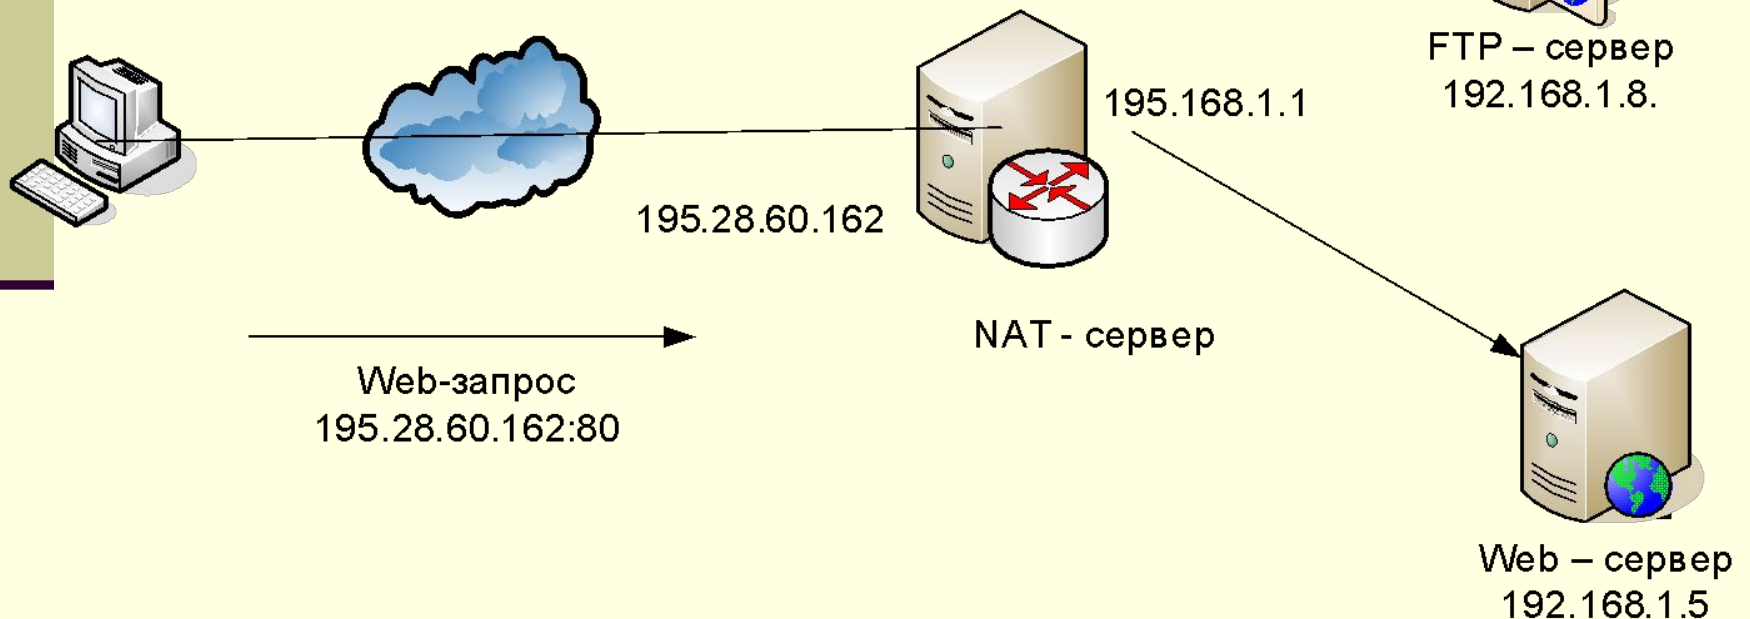 FTP – сервер
192.168.1.8.
195.168.1.1
195.28.60.162
NAT - сервер
Web-запрос
195.28.60.162:80
Web – сервер
192.168.1.5